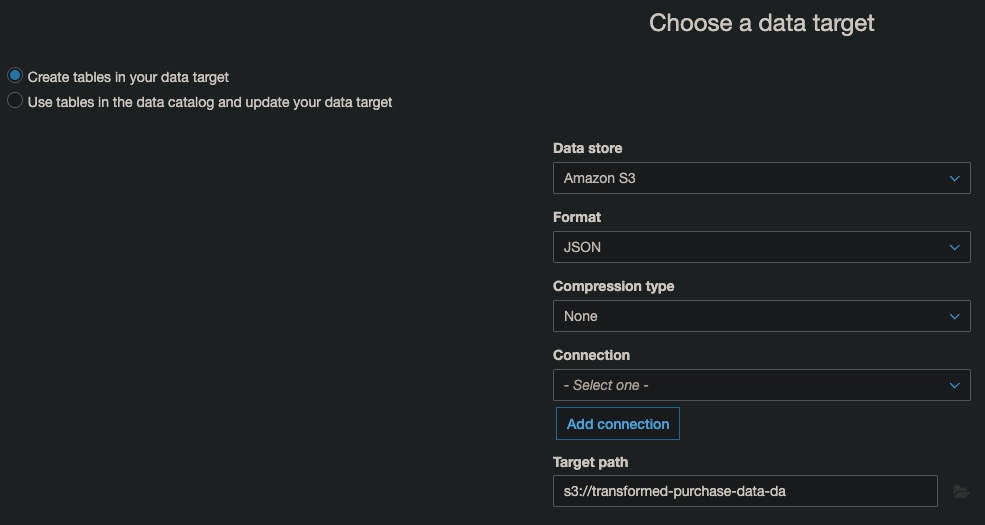 Choose a data target
Create tables in your data target
Use tables in the data catalog and update your data target
Data store
Amazon S3
Format
JSON
Compression type
None
Connection
- Select one -
Add connection
Target path
s3://transformed-purchase-data-da